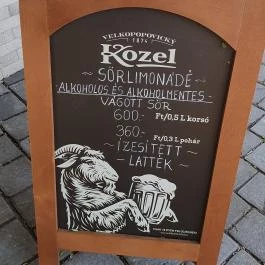 VELKOPOPOVICKÝ
1874
Kozel
~ SÖRLIMONÁDÉ ~
ALKOHOLOS ÉS ALKOHOLMENTES -
VÁGOTT SÖR
600.- Ft/0,5 L korsó
360.- Ft/0,3 L pohár
~ ÍZESÍTETT ~
LATTÉK